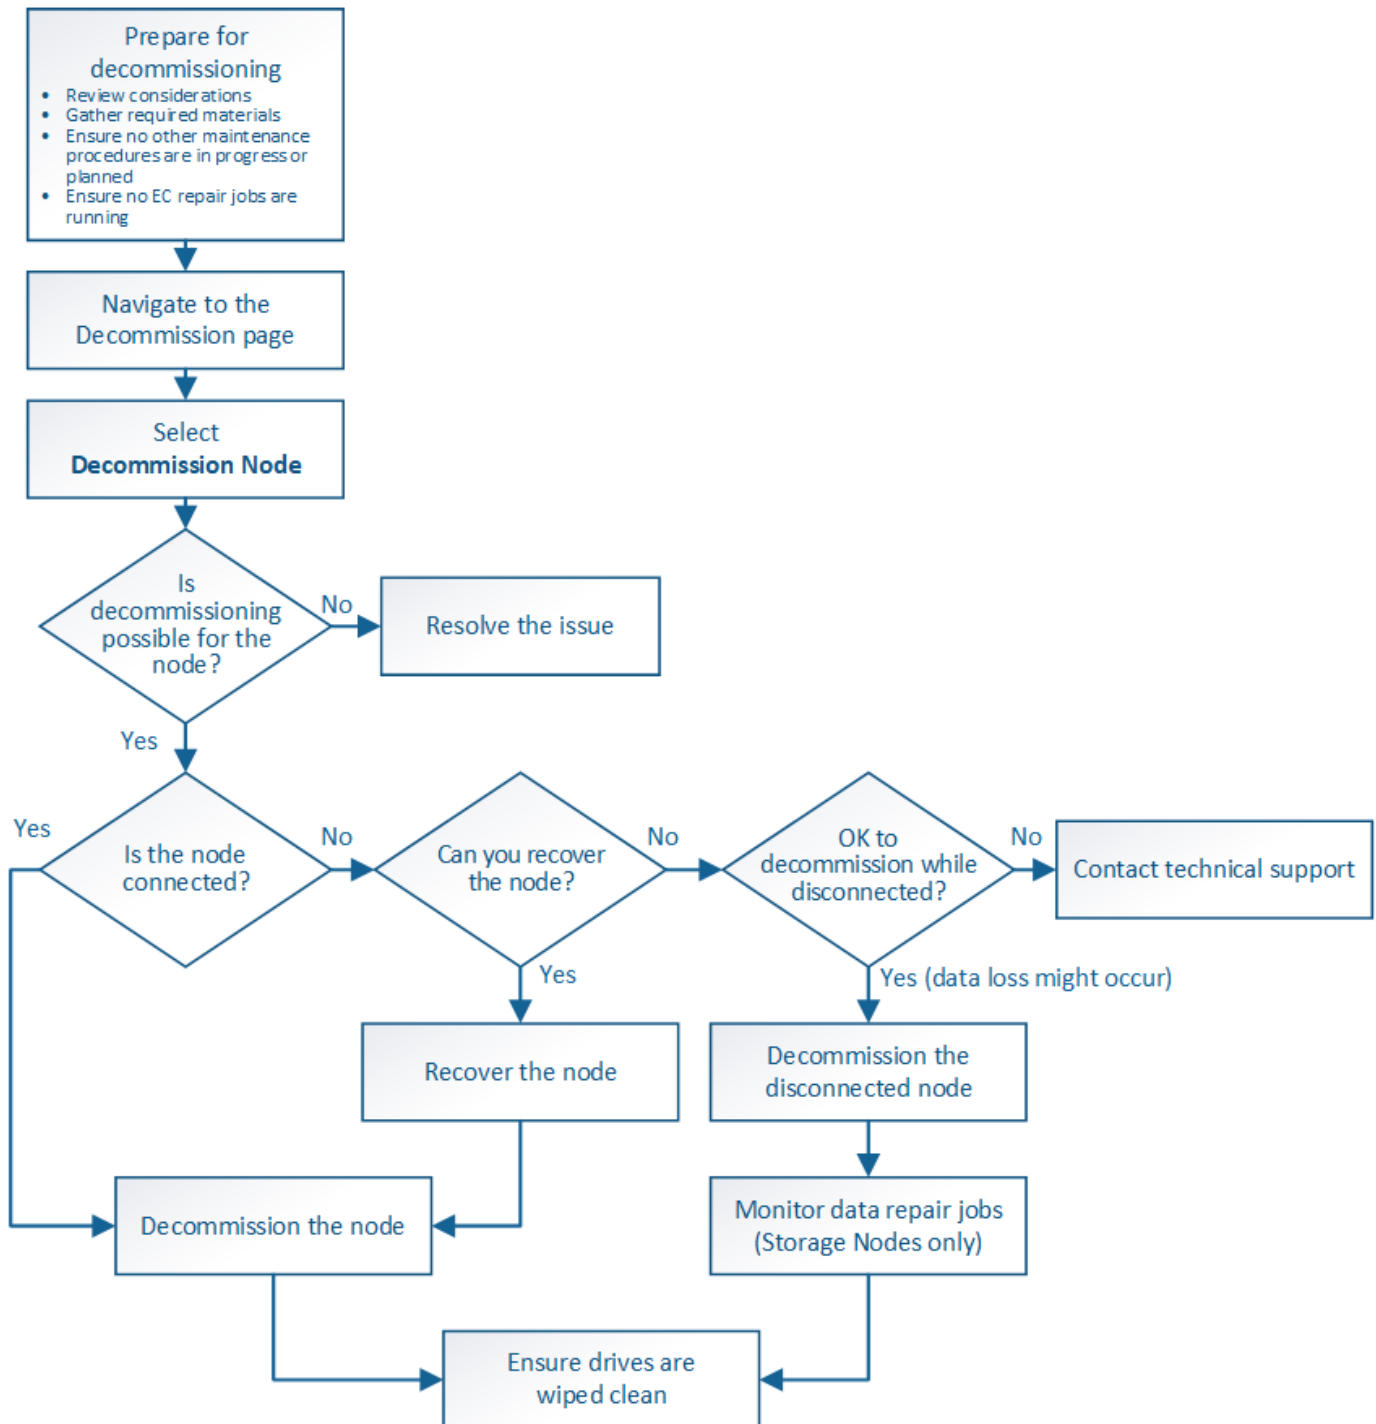 Prepare for
decommissioning
• Review considerations
• Gather required materials
• Ensure no other maintenance
procedures are in progress or
planned
• Ensure no EC repair jobs are
running
Navigate to the
Decommission page
Select
Decommission Node
Is
decommissioning
possible for the
node?
No
Resolve the issue
Yes
Yes
Is the node
connected?
No
Can you recover
the node?
No
OK to
decommission while
disconnected?
No
Contact technical support
Yes
Yes (data loss might occur)
Recover the node
Decommission the
disconnected node
Decommission the node
Monitor data repair jobs
(Storage Nodes only)
Ensure drives are
wiped clean